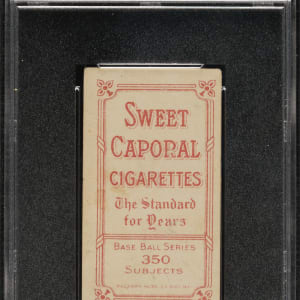 SWEET
CAPORAL
CIGARETTES
The Standard
for Years
BASE BALL SERIES
350
SUBJECTS